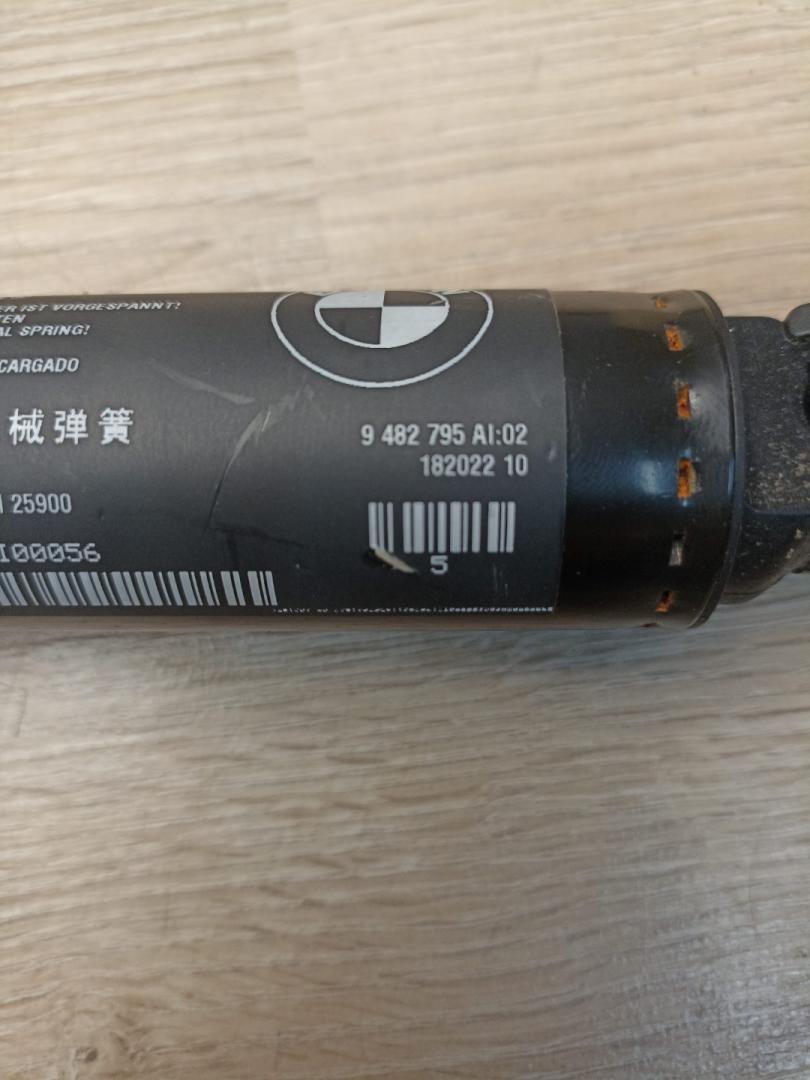 ER IST VORGESPANNT!
TEN
AL SPRING!
CARGADO
械弹簧
25900
I00056
9 482 795 AI:02
182022 10
5